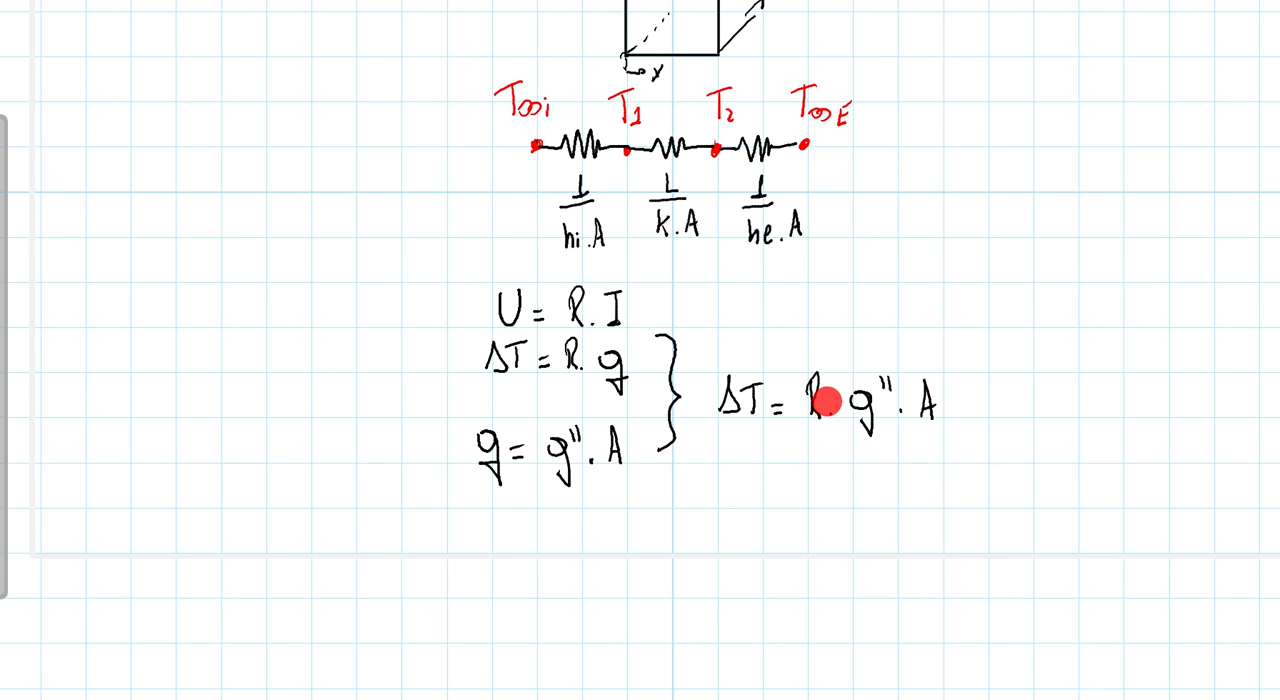 x
T∞i T1 T2 T∞E
1/hi.A L/k.A 1/he.A
U = R.I
ΔT = R. q
q = q".A
ΔT = R. q". A